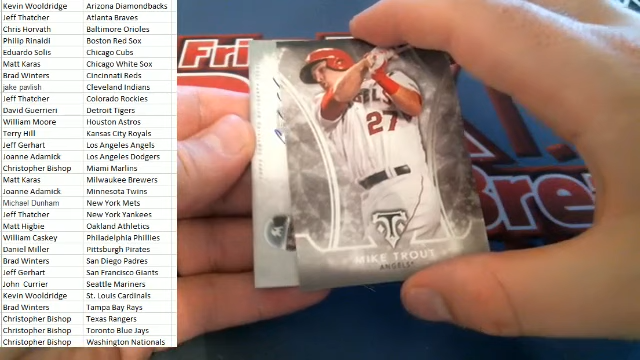 Kevin Wooldridge Arizona Diamondbacks
Jeff Thatcher Atlanta Braves
Chris Horvath Baltimore Orioles
Philip Rinaldi Boston Red Sox
Eduardo Solis Chicago Cubs
Matt Karas Chicago White Sox
Brad Winters Cincinnati Reds
jake pavlish Cleveland Indians
Jeff Thatcher Colorado Rockies
David Guerrieri Detroit Tigers
William Moore Houston Astros
Terry Hill Kansas City Royals
Jeff Gerhart Los Angeles Angels
Joanne Adamick Los Angeles Dodgers
Christopher Bishop Miami Marlins
Matt Karas Milwaukee Brewers
Joanne Adamick Minnesota Twins
Michael Dunham New York Mets
Jeff Thatcher New York Yankees
Matt Higbie Oakland Athletics
William Caskey Philadelphia Phillies
Daniel Miller Pittsburgh Pirates
Brad Winters San Diego Padres
Jeff Gerhart San Francisco Giants
John Currier Seattle Mariners
Kevin Wooldridge St. Louis Cardinals
Brad Winters Tampa Bay Rays
Christopher Bishop Texas Rangers
Christopher Bishop Toronto Blue Jays
Christopher Bishop Washington Nationals
27
MIKE TROUT
ANGELS